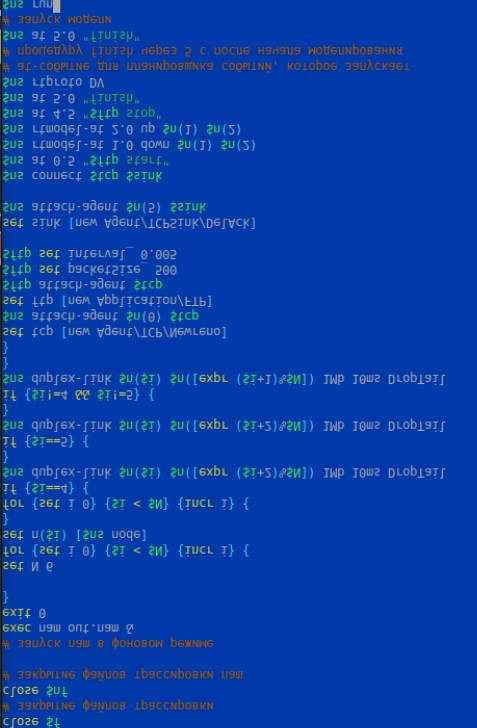 close $f
# закрытие файлов трассировки
close $nf
# закрытие файлов трассировки nam
# запуск nam в фоновом режиме
exec nam out.nam &
exit 0
}
set N 6
for {set i 0} {$i < $N} {incr i} {
set n($i) [$ns node]
}
for {set i 0} {$i < $N} {incr i} {
if {$i==4} {
$ns duplex-link $n($i) $n([expr ($i+2)%$N]) 1Mb 10ms DropTail
}
if {$i==5} {
$ns duplex-link $n($i) $n([expr ($i+2)%$N]) 1Mb 10ms DropTail
}
if {$i!=4 && $i!=5} {
$ns duplex-link $n($i) $n([expr ($i+1)%$N]) 1Mb 10ms DropTail
}
}
set tcp [new Agent/TCP/Newreno]
$ns attach-agent $n(0) $tcp
set ftp [new Application/FTP]
$ftp attach-agent $tcp
$ftp set packetSize_ 500
$ftp set interval_ 0.005
set sink [new Agent/TCPSink/DelAck]
$ns attach-agent $n(5) $sink
$ns connect $tcp $sink
$ns at 0.5 "$ftp start"
$ns rtmodel-at 1.0 down $n(1) $n(2)
$ns rtmodel-at 2.0 up $n(1) $n(2)
$ns at 4.5 "$ftp stop"
$ns at 5.0 "finish"
$ns rtproto DV
# at-событие для планировщика событий, которое запускает
# процедуру finish через 5 с после начала моделирования
$ns at 5.0 "finish"
# запуск модели
$ns run